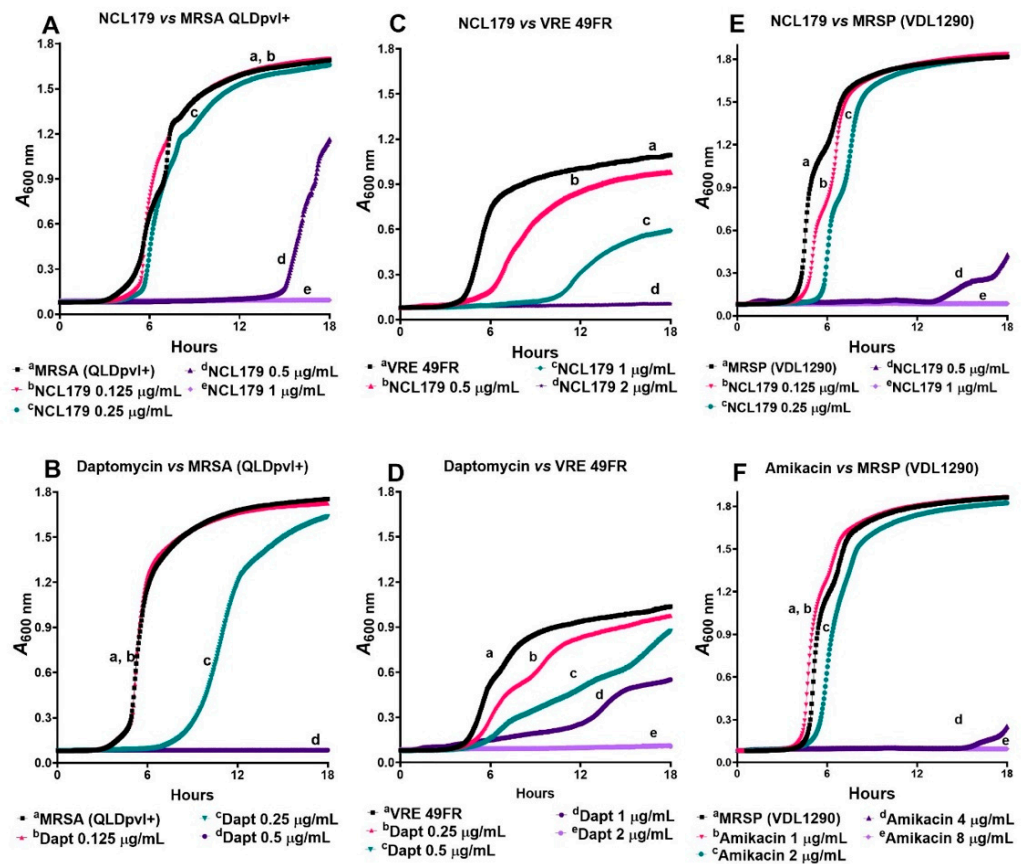 A NCL179 vs MRSA QLDpvl+
A600 nm
1.8
1.5
1.2
0.9
0.6
0.3
0.0
a, b
c
d
e
0 6 12 18
Hours
aMRSA (QLDpvl+)
bNCL179 0.125 μg/mL
cNCL179 0.25 μg/mL
dNCL179 0.5 μg/mL
eNCL179 1 μg/mL
C NCL179 vs VRE 49FR
A600 nm
1.8
1.5
1.2
0.9
0.6
0.3
0.0
a
b
c
d
0 6 12 18
Hours
aVRE 49FR
bNCL179 0.5 μg/mL
cNCL179 1 μg/mL
dNCL179 2 μg/mL
E NCL179 vs MRSP (VDL1290)
A600 nm
1.8
1.5
1.2
0.9
0.6
0.3
0.0
a
b
c
d
e
0 6 12 18
Hours
aMRSP (VDL1290)
bNCL179 0.125 μg/mL
cNCL179 0.25 μg/mL
dNCL179 0.5 μg/mL
eNCL179 1 μg/mL
B Daptomycin vs MRSA (QLDpvl+)
A600 nm
1.8
1.5
1.2
0.9
0.6
0.3
0.0
a, b
c
d
0 6 12 18
Hours
aMRSA (QLDpvl+)
bDapt 0.125 μg/mL
cDapt 0.25 μg/mL
dDapt 0.5 μg/mL
D Daptomycin vs VRE 49FR
A600 nm
1.8
1.5
1.2
0.9
0.6
0.3
0.0
a
b
c
d
e
0 6 12 18
Hours
aVRE 49FR
bDapt 0.25 μg/mL
cDapt 0.5 μg/mL
dDapt 1 μg/mL
eDapt 2 μg/mL
F Amikacin vs MRSP (VDL1290)
A600 nm
1.8
1.5
1.2
0.9
0.6
0.3
0.0
a, b
c
d
e
0 6 12 18
Hours
aMRSP (VDL1290)
bAmikacin 1 μg/mL
cAmikacin 2 μg/mL
dAmikacin 4 μg/mL
eAmikacin 8 μg/mL